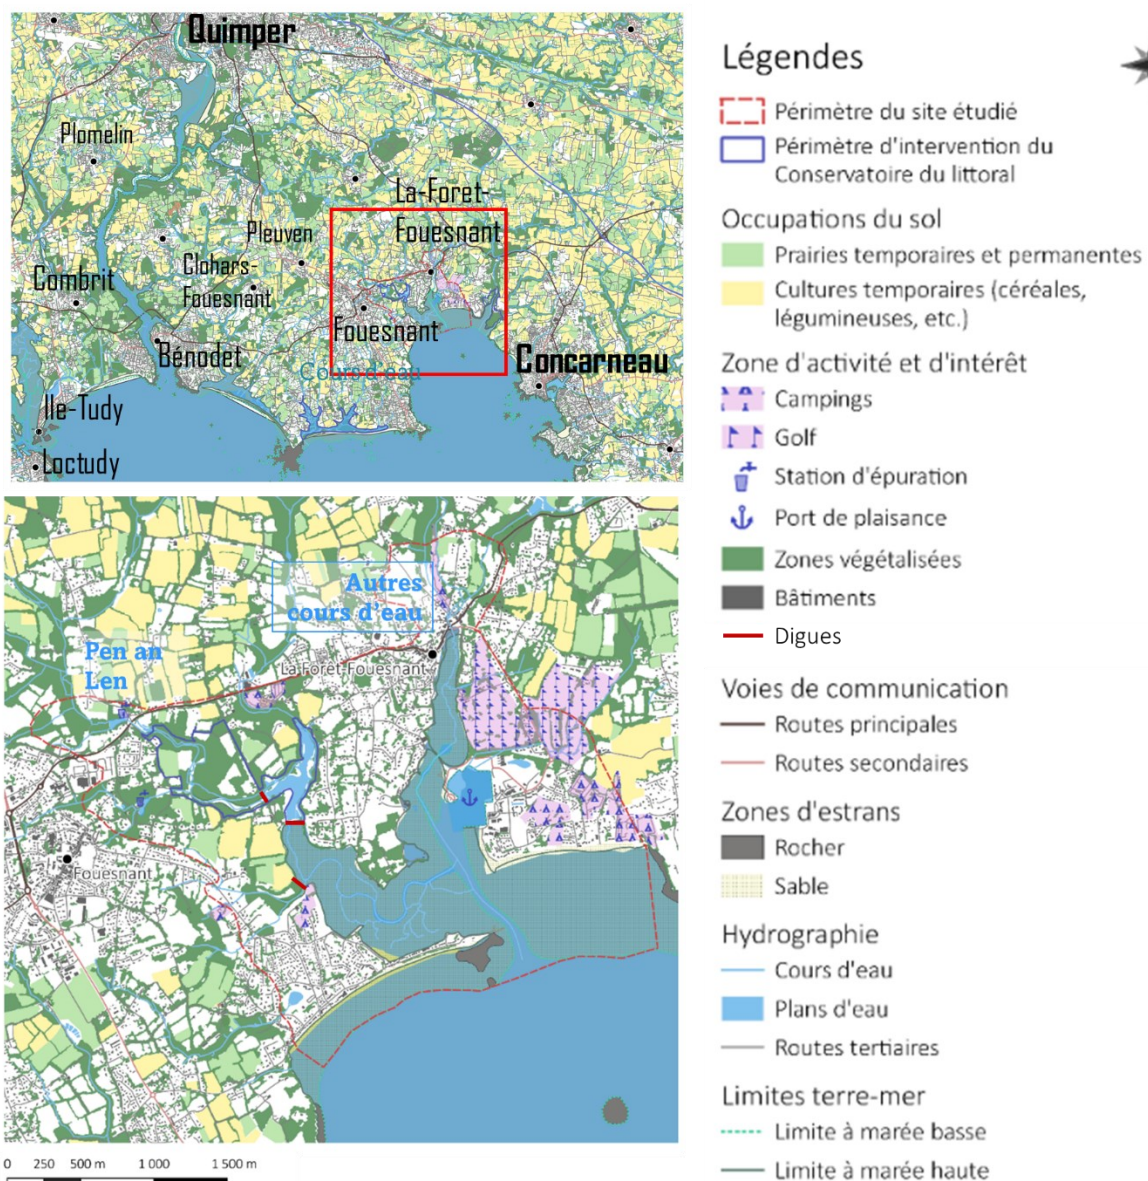 Quimper
Plomelin
La-Foret-
Fouesnant
Pleuven
Clohars-
Fouesnant
Combrit
Fouesnant
Bénodet
Concarneau
Cours d'eau
Ile-Tudy
Loctudy
Autres
cours d'eau
Pen an
Len
La Forêt-Fouesnant
Fouesnant
0 250 500 m 1 000 1 500 m
Légendes
Périmètre du site étudié
Périmètre d'intervention du
Conservatoire du littoral
Occupations du sol
Prairies temporaires et permanentes
Cultures temporaires (céréales,
légumineuses, etc.)
Zone d'activité et d'intérêt
Campings
Golf
Station d'épuration
Port de plaisance
Zones végétalisées
Bâtiments
Digues
Voies de communication
Routes principales
Routes secondaires
Zones d'estrans
Rocher
Sable
Hydrographie
Cours d'eau
Plans d'eau
Routes tertiaires
Limites terre-mer
Limite à marée basse
Limite à marée haute